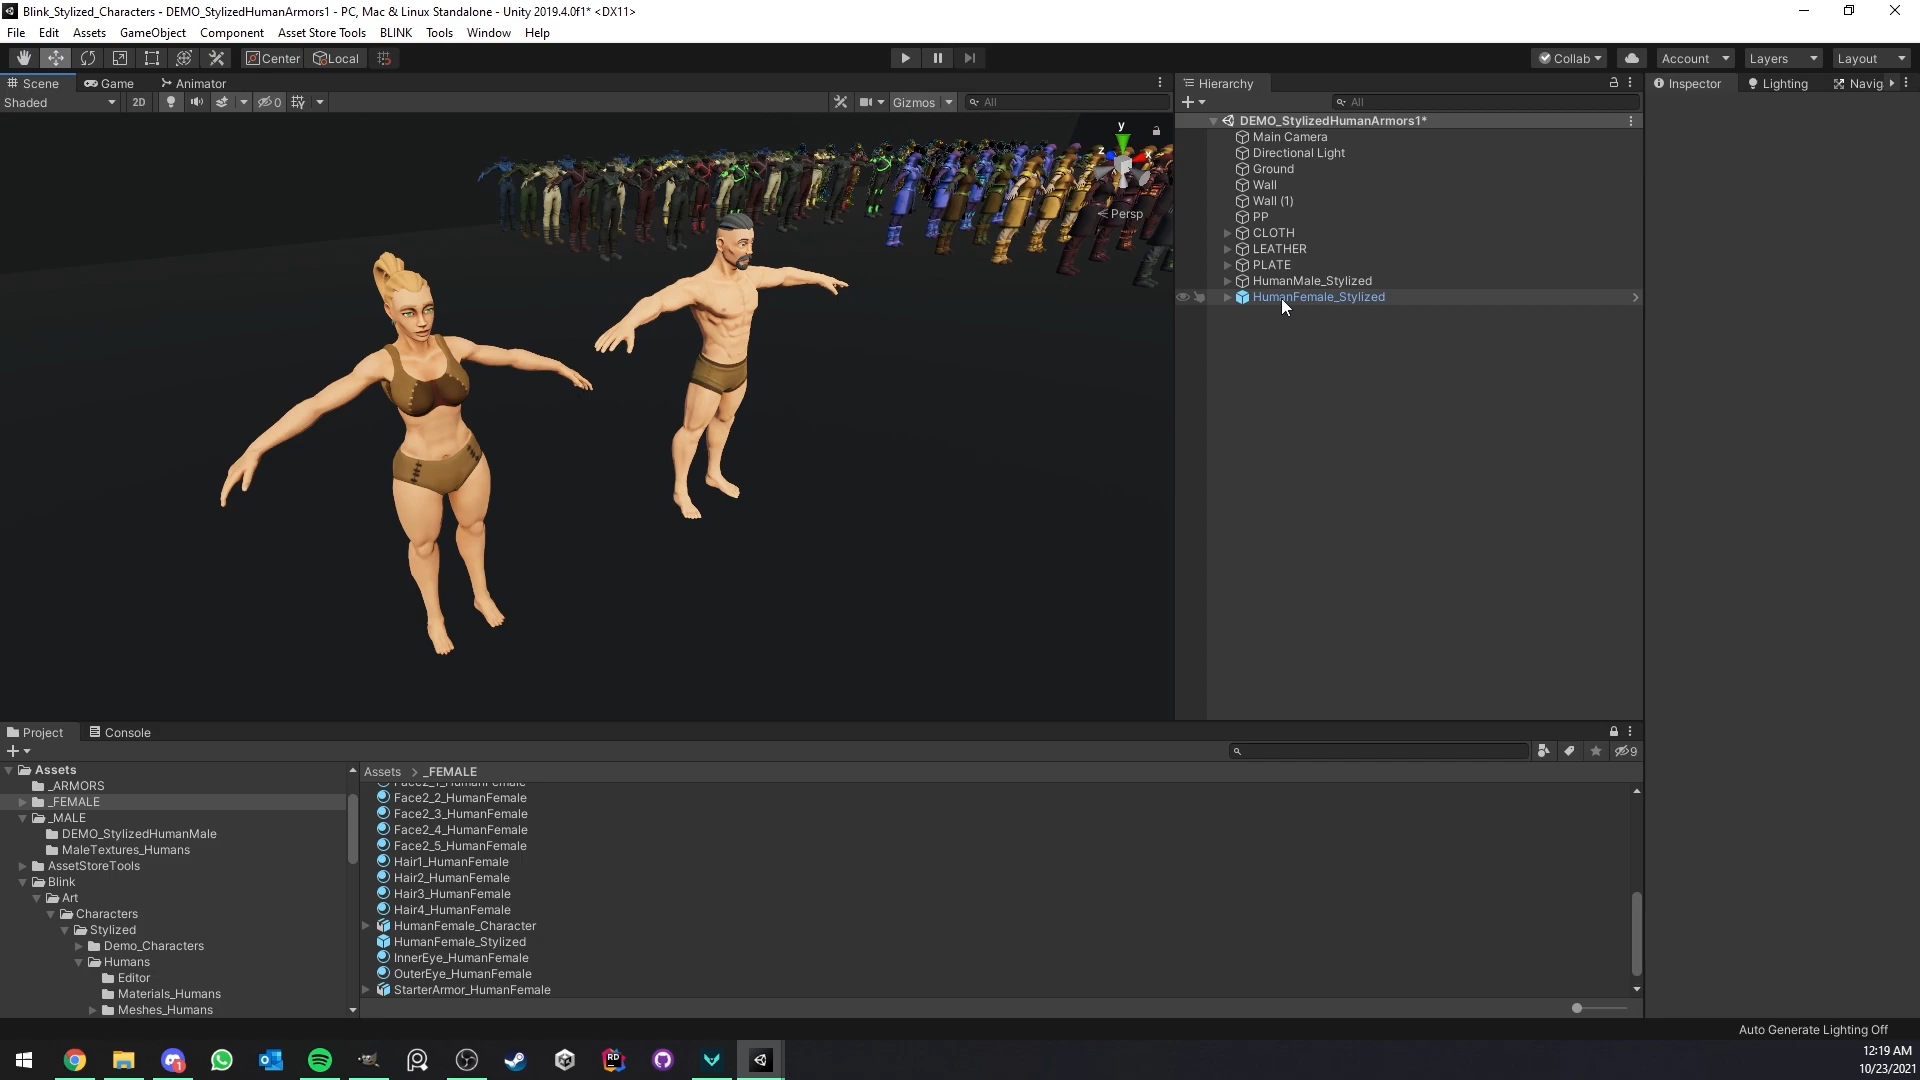 Blink_Stylized_Characters - DEMO_StylizedHumanArmors1 - PC, Mac & Linux Standalone - Unity 2019.4.0f1* <DX11>
File Edit Assets GameObject Component Asset Store Tools BLINK Tools Window Help
Center Local Collab Account Layers Layout
Scene Game Animator
Shaded 2D 0 Gizmos All
y
z x
Persp
Hierarchy
All
DEMO_StylizedHumanArmors1*
Main Camera
Directional Light
Ground
Wall
Wall (1)
PP
CLOTH
LEATHER
PLATE
HumanMale_Stylized
HumanFemale_Stylized
Inspector Lighting Navig
Project Console
9
Assets
_ARMORS
_FEMALE
_MALE
DEMO_StylizedHumanMale
MaleTextures_Humans
AssetStoreTools
Blink
Art
Characters
Stylized
Demo_Characters
Humans
Editor
Materials_Humans
Meshes_Humans
Assets > _FEMALE
Face2_1_HumanFemale
Face2_2_HumanFemale
Face2_3_HumanFemale
Face2_4_HumanFemale
Face2_5_HumanFemale
Hair1_HumanFemale
Hair2_HumanFemale
Hair3_HumanFemale
Hair4_HumanFemale
HumanFemale_Character
HumanFemale_Stylized
InnerEye_HumanFemale
OuterEye_HumanFemale
StarterArmor_HumanFemale
Auto Generate Lighting Off
1
RD
12:19 AM
10/23/2021